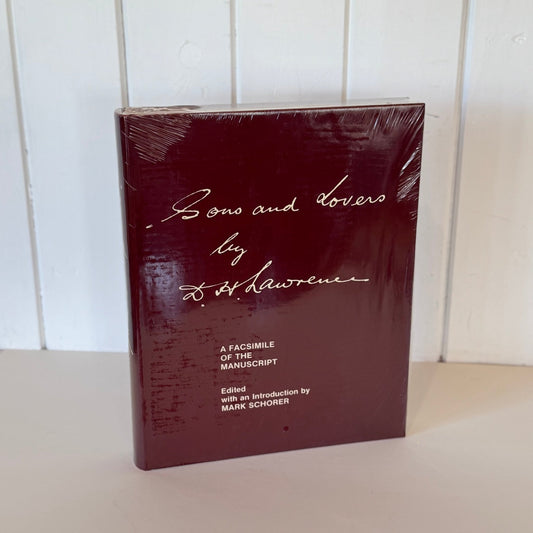 Sons and Lovers
by
D. H. Lawrence
A FACSIMILE
OF THE
MANUSCRIPT
Edited
with an Introduction by
MARK SCHORER